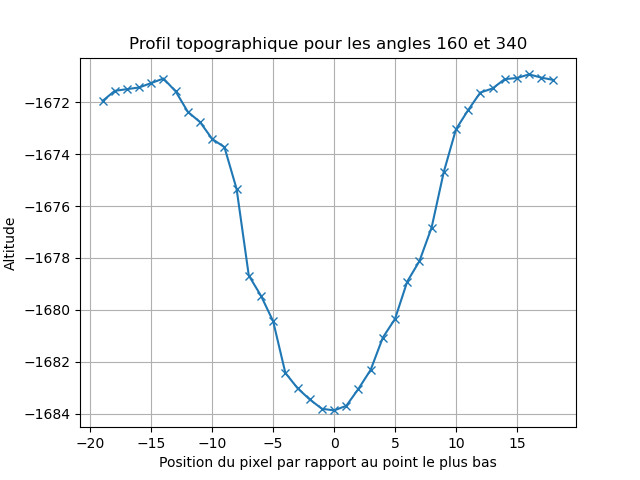 Profil topographique pour les angles 160 et 340
Altitude
−1672
−1674
−1676
−1678
−1680
−1682
−1684
−20 −15 −10 −5 0 5 10 15
Position du pixel par rapport au point le plus bas